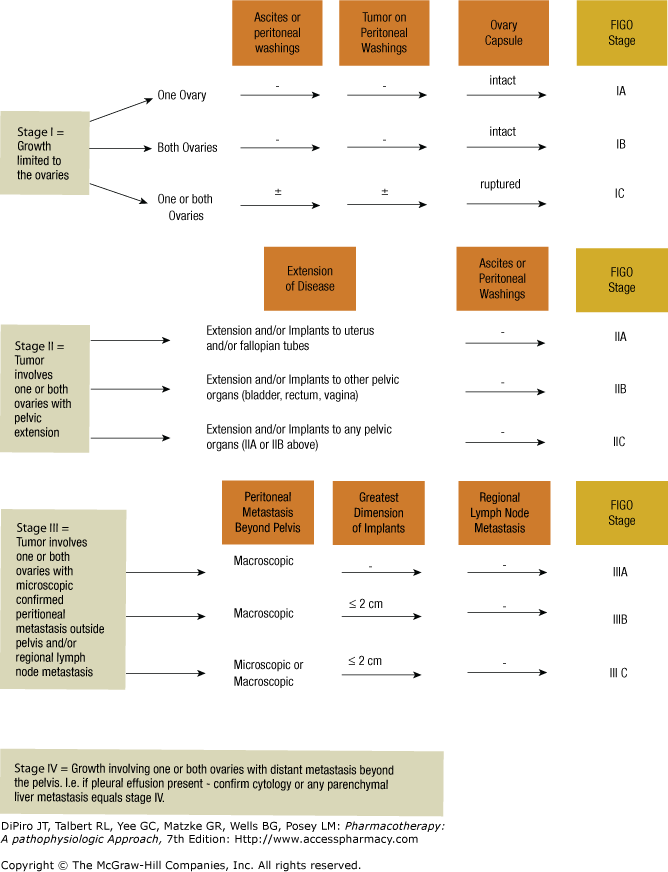 Ascites or
peritoneal
washings
Tumor on
Peritoneal
Washings
Ovary
Capsule
FIGO
Stage
Stage I =
Growth
limited to
the ovaries
One Ovary
-
-
intact
IA
Both Ovaries
-
-
intact
IB
One or both
Ovaries
±
±
ruptured
IC
Extension
of Disease
Ascites or
Peritoneal
Washings
FIGO
Stage
Stage II =
Tumor
involves
one or both
ovaries with
pelvic
extension
Extension and/or Implants to uterus
and/or fallopian tubes
-
IIA
Extension and/or Implants to other pelvic
organs (bladder, rectum, vagina)
-
IIB
Extension and/or Implants to any pelvic
organs (IIA or IIB above)
-
IIC
Peritoneal
Metastasis
Beyond Pelvis
Greatest
Dimension
of Implants
Regional
Lymph Node
Metastasis
FIGO
Stage
Stage III =
Tumor involves
one or both
ovaries with
microscopic
confirmed
peritioneal
metastasis outside
pelvis and/or
regional lymph
node metastasis
Macroscopic
-
-
IIIA
Macroscopic
≤ 2 cm
-
IIIB
Microscopic or
Macroscopic
≤ 2 cm
-
III C
Stage IV = Growth involving one or both ovaries with distant metastasis beyond
the pelvis. I.e. if pleural effusion present - confirm cytology or any parenchymal
liver metastasis equals stage IV.
DiPiro JT, Talbert RL, Yee GC, Matzke GR, Wells BG, Posey LM: Pharmacotherapy:
A pathophysiologic Approach, 7th Edition: Http://www.accesspharmacy.com
Copyright © The McGraw-Hill Companies, Inc. All rights reserved.